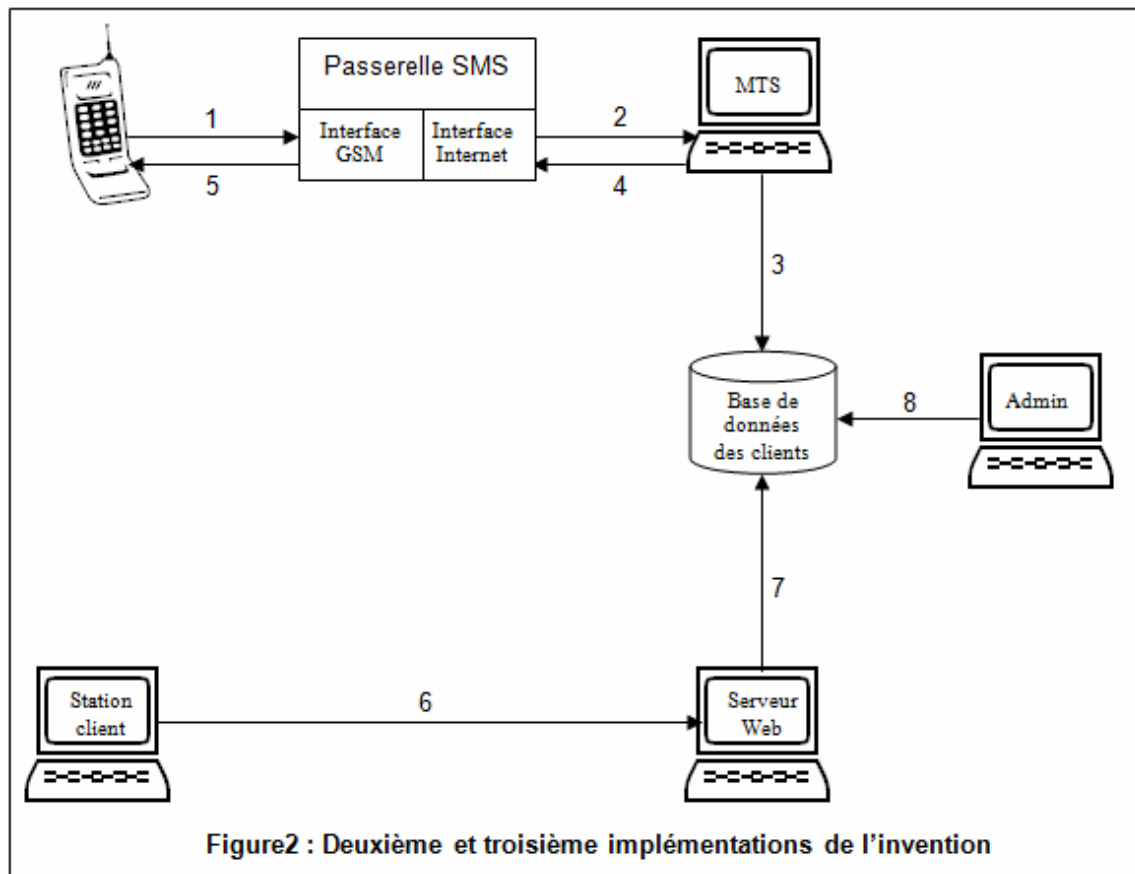 Passerelle SMS
MTS
1
Interface
GSM
Interface
Internet
2
5
4
3
Base de
données
des clients
8
Admin
7
Station
client
6
Serveur
Web
Figure2 : Deuxième et troisième implémentations de l'invention